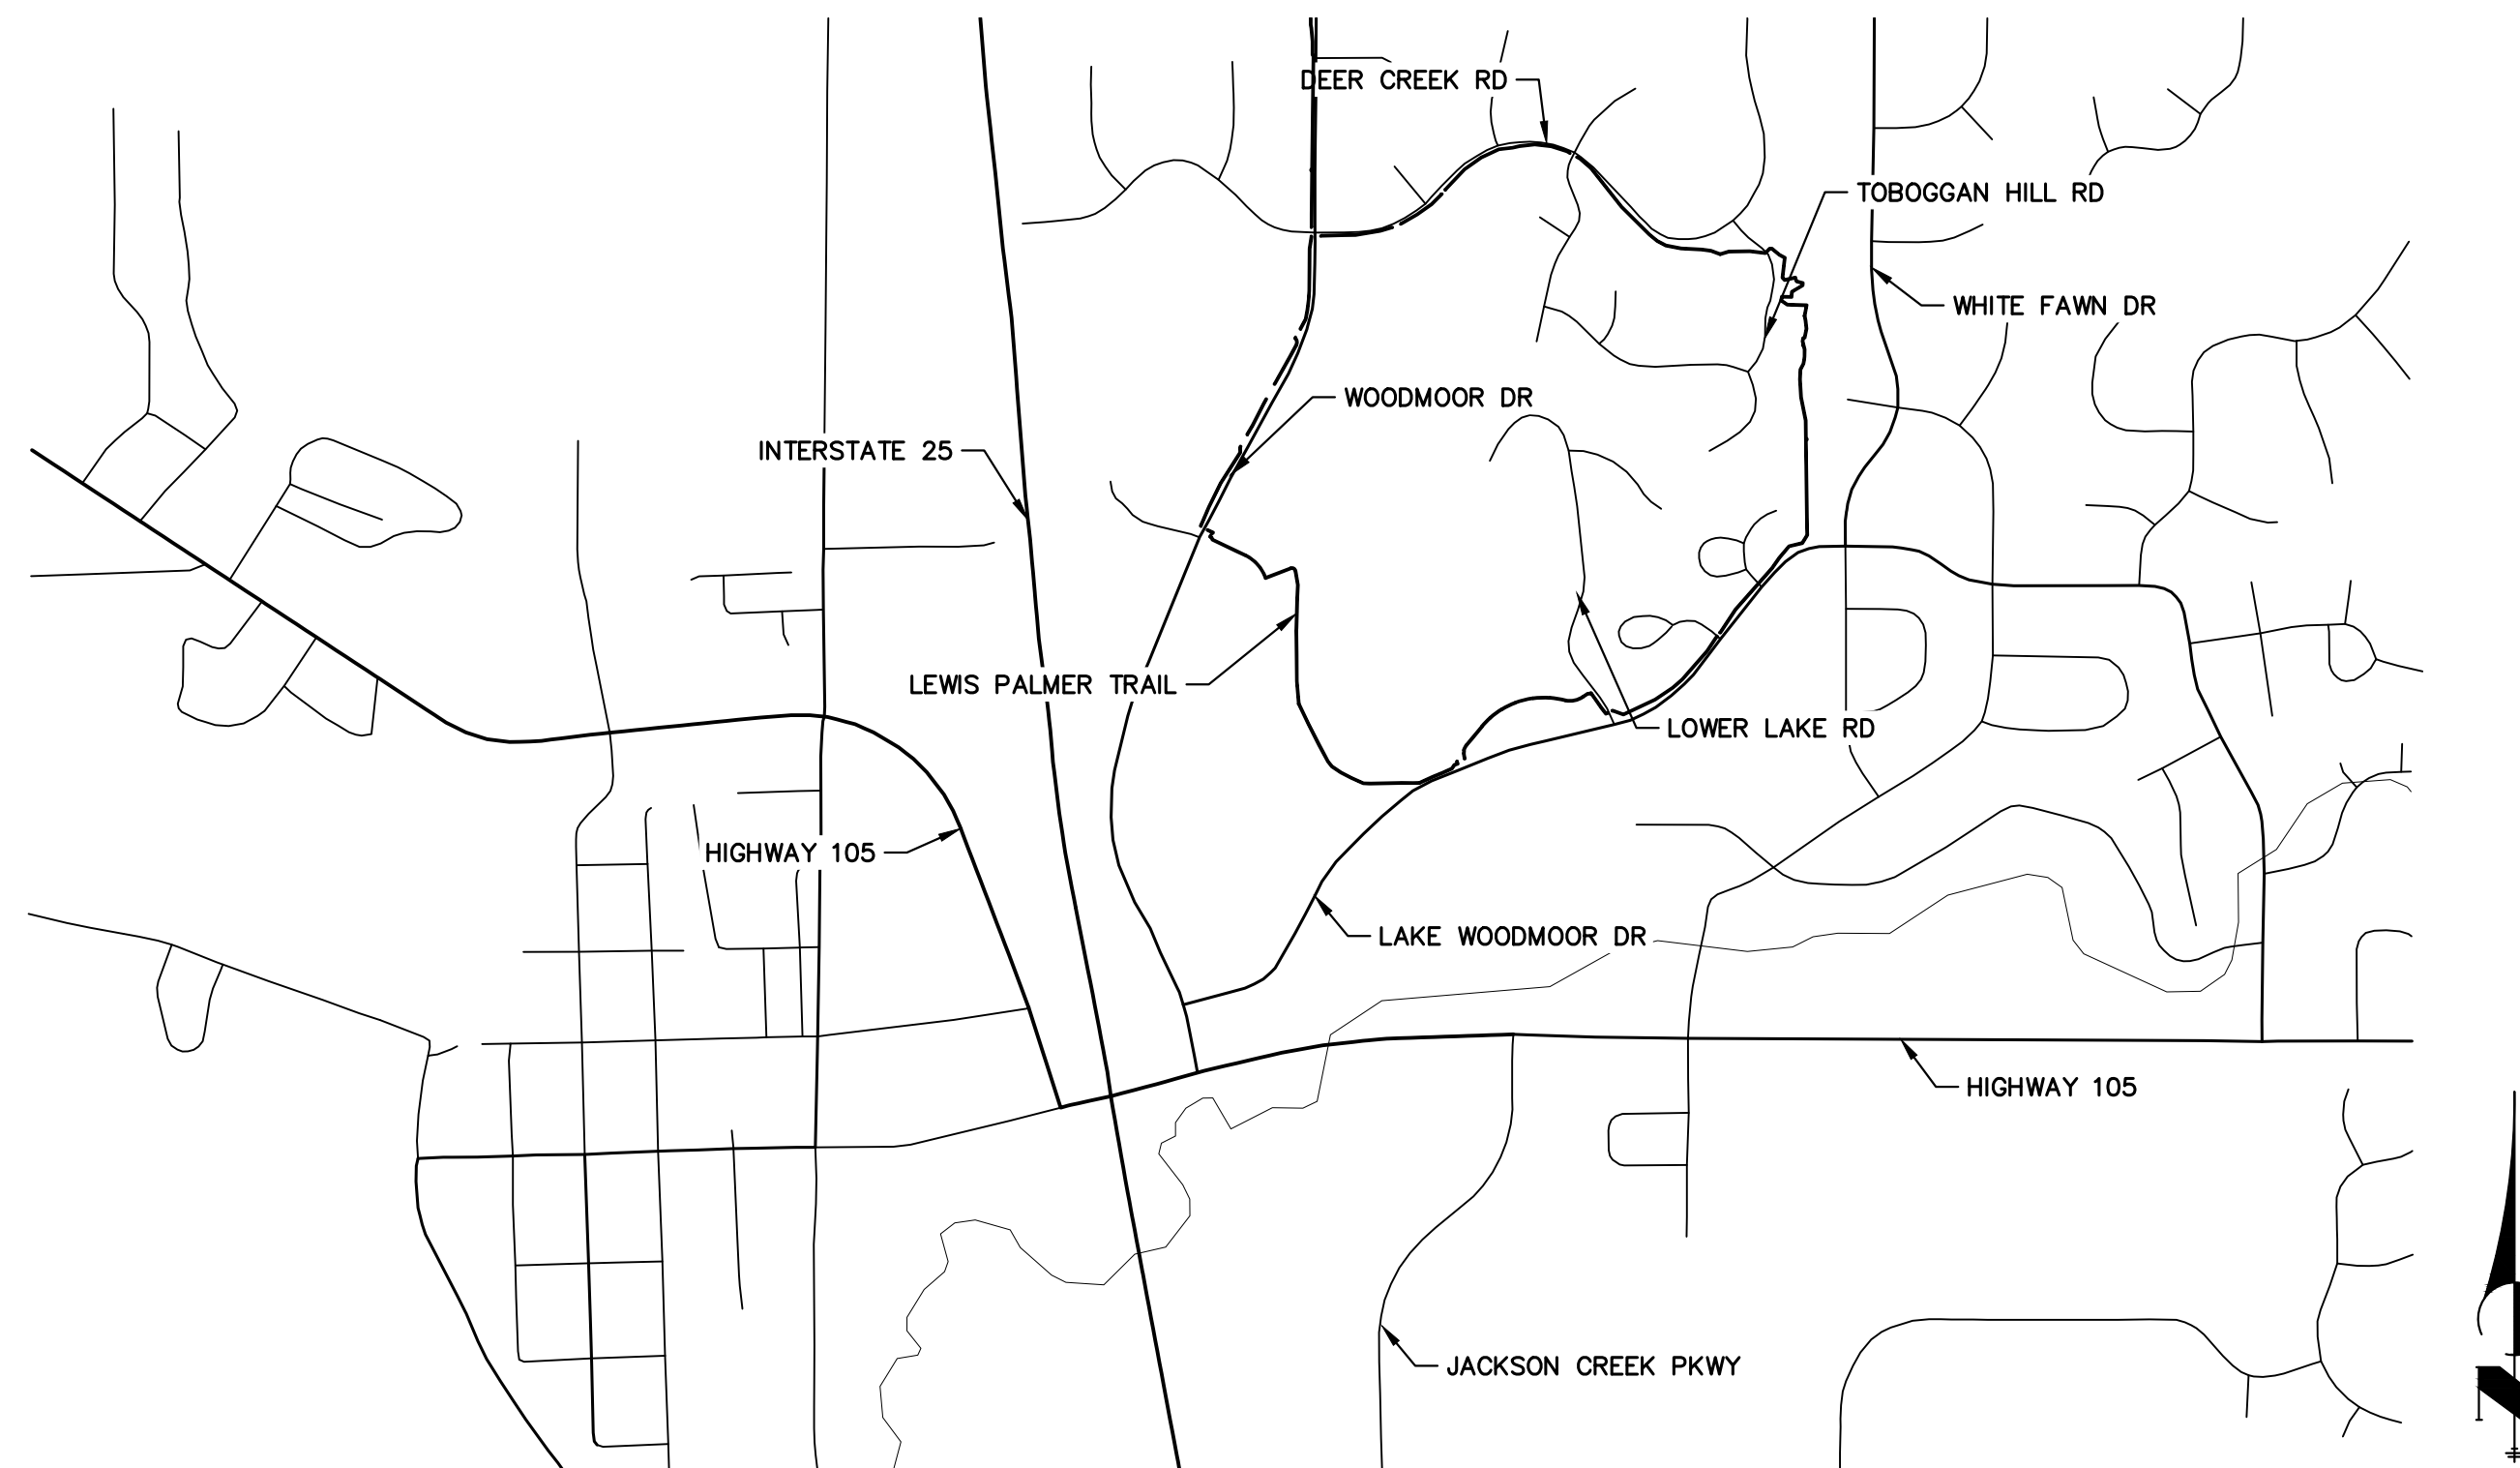 DEER CREEK RD
TOBOGGAN HILL RD
WHITE FAWN DR
WOODMOOR DR
INTERSTATE 25
LEWIS PALMER TRAIL
LOWER LAKE RD
HIGHWAY 105
LAKE WOODMOOR DR
HIGHWAY 105
JACKSON CREEK PKWY